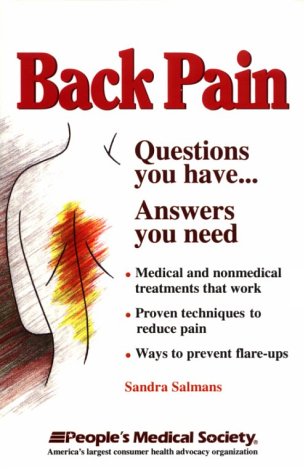 Back Pain
Questions
you have...
Answers
you need
• Medical and nonmedical
treatments that work
• Proven techniques to
reduce pain
• Ways to prevent flare-ups
Sandra Salmans
People's Medical Society®
America's largest consumer health advocacy organization